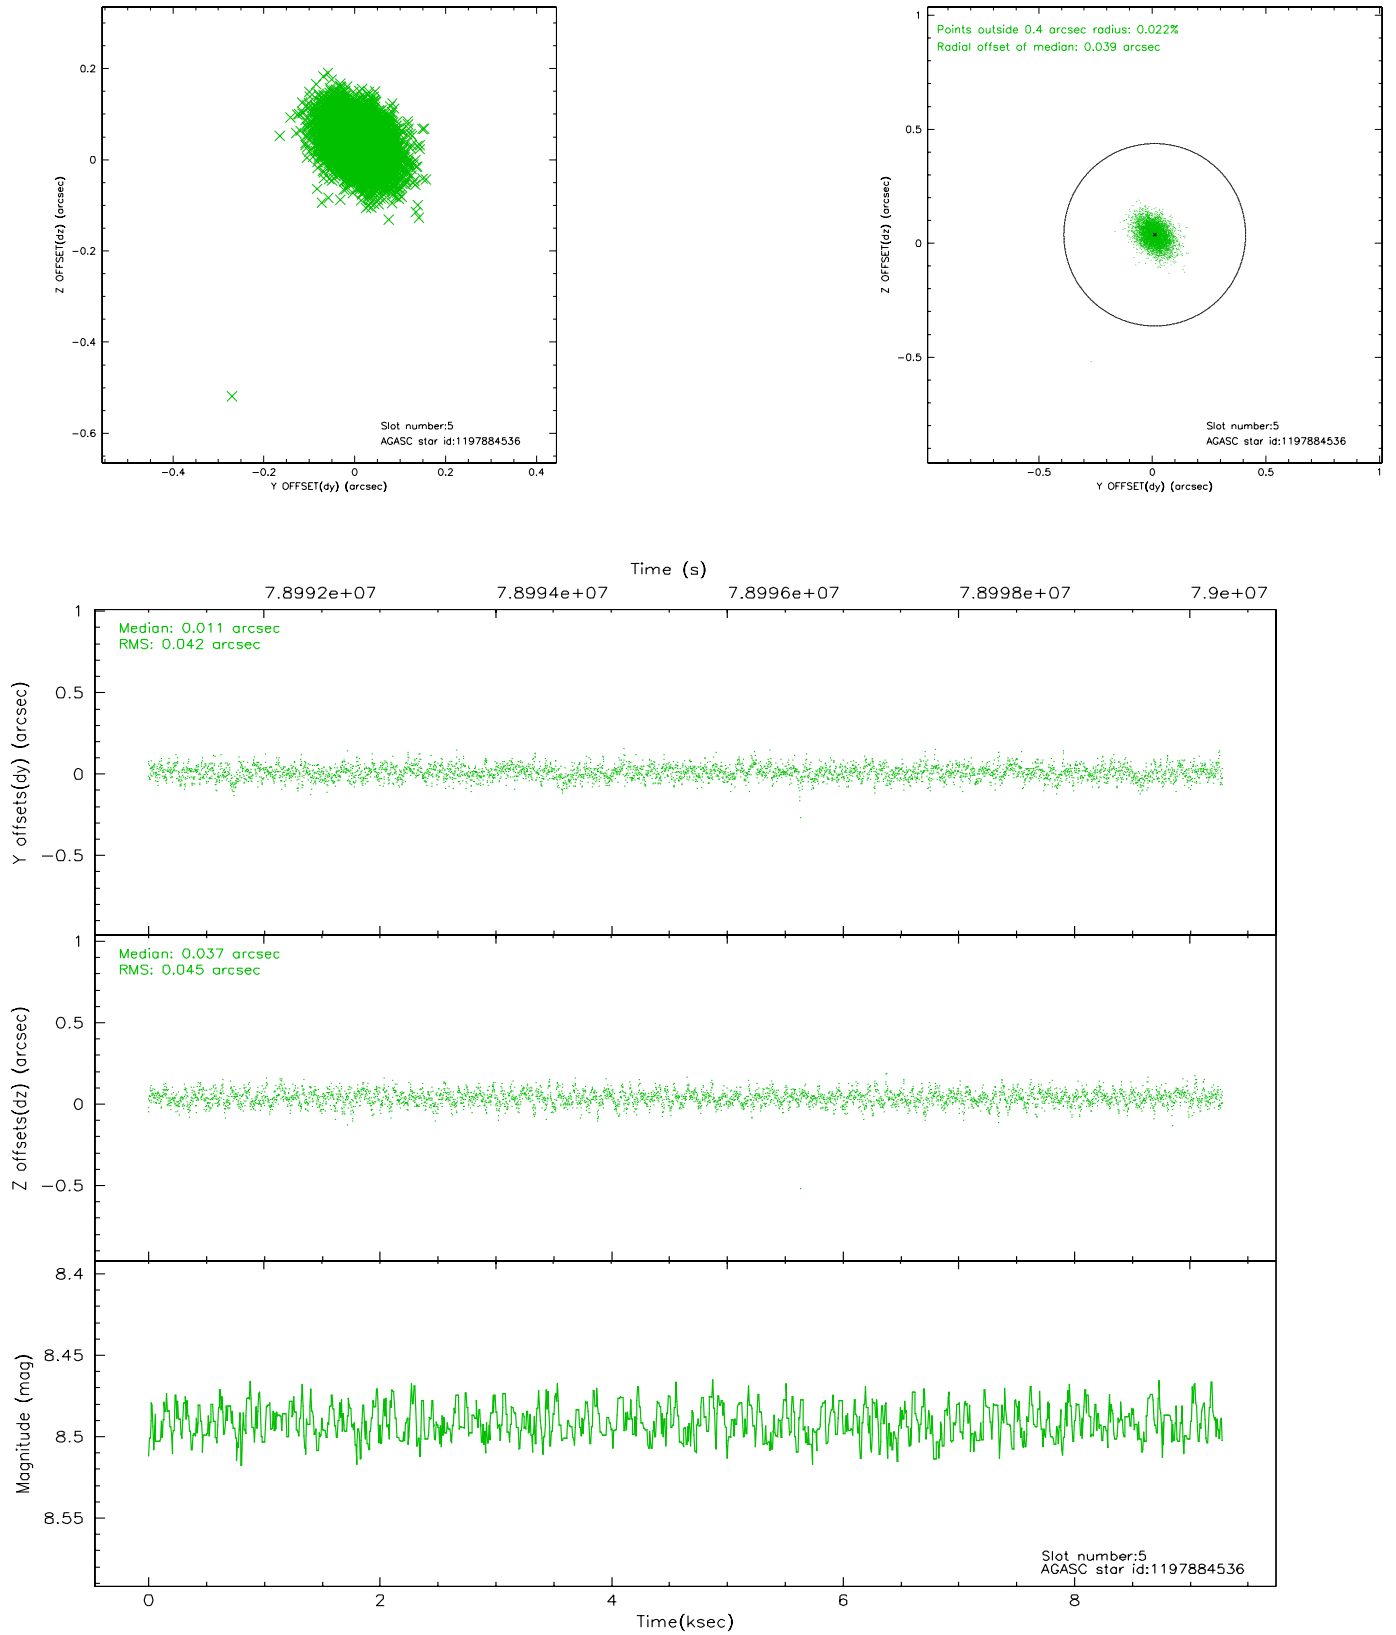 0.2
0
−0.2
−0.4
−0.6
Z OFFSET(dz) (arcsec)
Slot number:5
AGASC star id:1197884536
−0.4 −0.2 0 0.2 0.4
Y OFFSET(dy) (arcsec)
Points outside 0.4 arcsec radius: 0.022%
Radial offset of median: 0.039 arcsec
1
0.5
0
−0.5
Z OFFSET(dz) (arcsec)
Slot number:5
AGASC star id:1197884536
−0.5 0 0.5 1
Y OFFSET(dy) (arcsec)
Time (s)
7.8992e+07 7.8994e+07 7.8996e+07 7.8998e+07 7.9e+07
Median: 0.011 arcsec
RMS: 0.042 arcsec
1
0.5
0
−0.5
Y offsets(dy) (arcsec)
Median: 0.037 arcsec
RMS: 0.045 arcsec
1
0.5
0
−0.5
Z offsets(dz) (arcsec)
8.4
8.45
8.5
8.55
Magnitude (mag)
Slot number:5
AGASC star id:1197884536
0 2 4 6 8
Time(ksec)